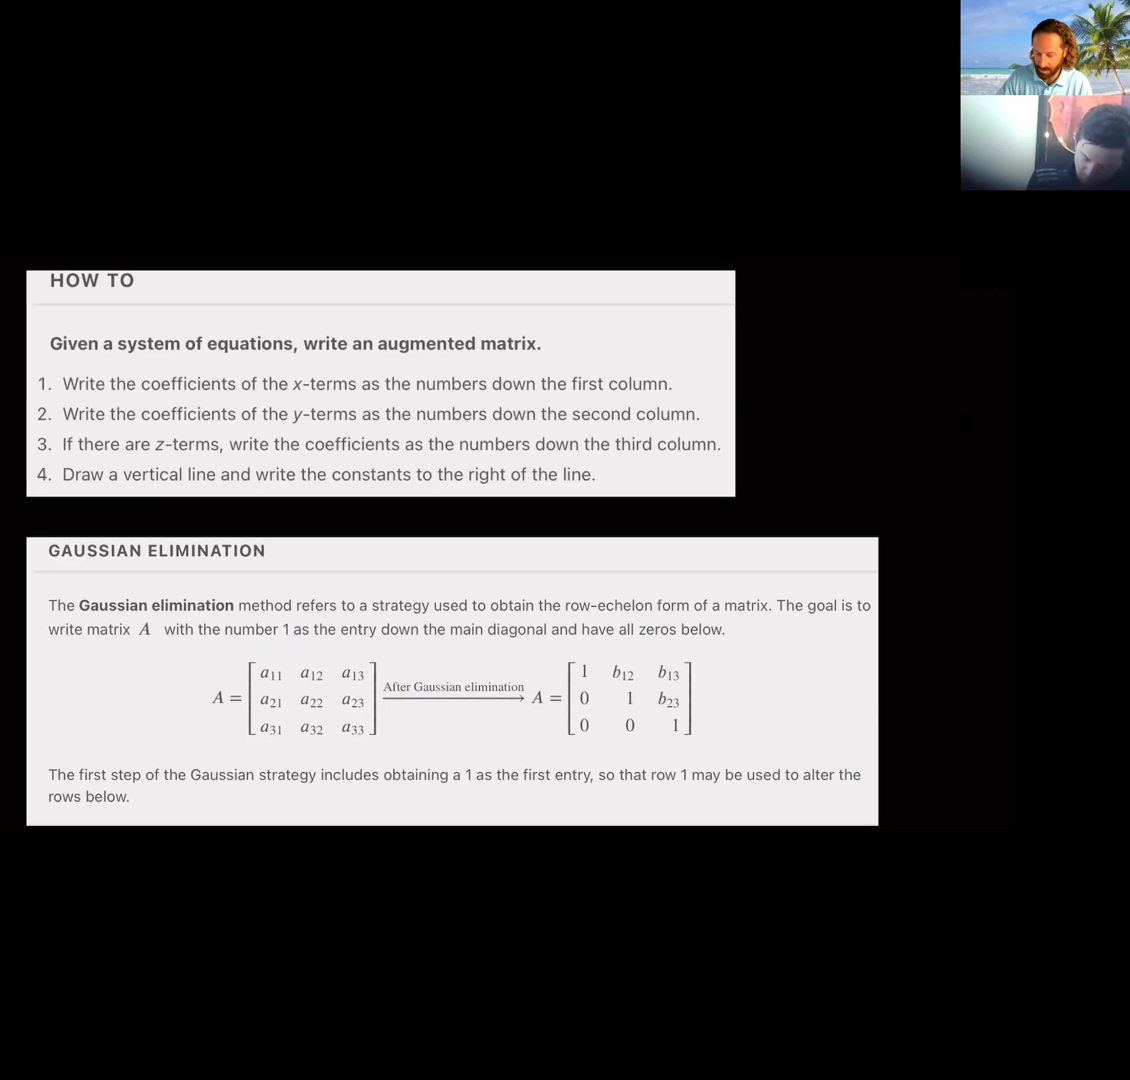 HOW TO
Given a system of equations, write an augmented matrix.
1. Write the coefficients of the x-terms as the numbers down the first column.
2. Write the coefficients of the y-terms as the numbers down the second column.
3. If there are z-terms, write the coefficients as the numbers down the third column.
4. Draw a vertical line and write the constants to the right of the line.
GAUSSIAN ELIMINATION
The Gaussian elimination method refers to a strategy used to obtain the row-echelon form of a matrix. The goal is to
write matrix A with the number 1 as the entry down the main diagonal and have all zeros below.
a11 a12 a13 1 b12 b13
A = a21 a22 a23 After Gaussian elimination A = 0 1 b23
a31 a32 a33 0 0 1
The first step of the Gaussian strategy includes obtaining a 1 as the first entry, so that row 1 may be used to alter the
rows below.